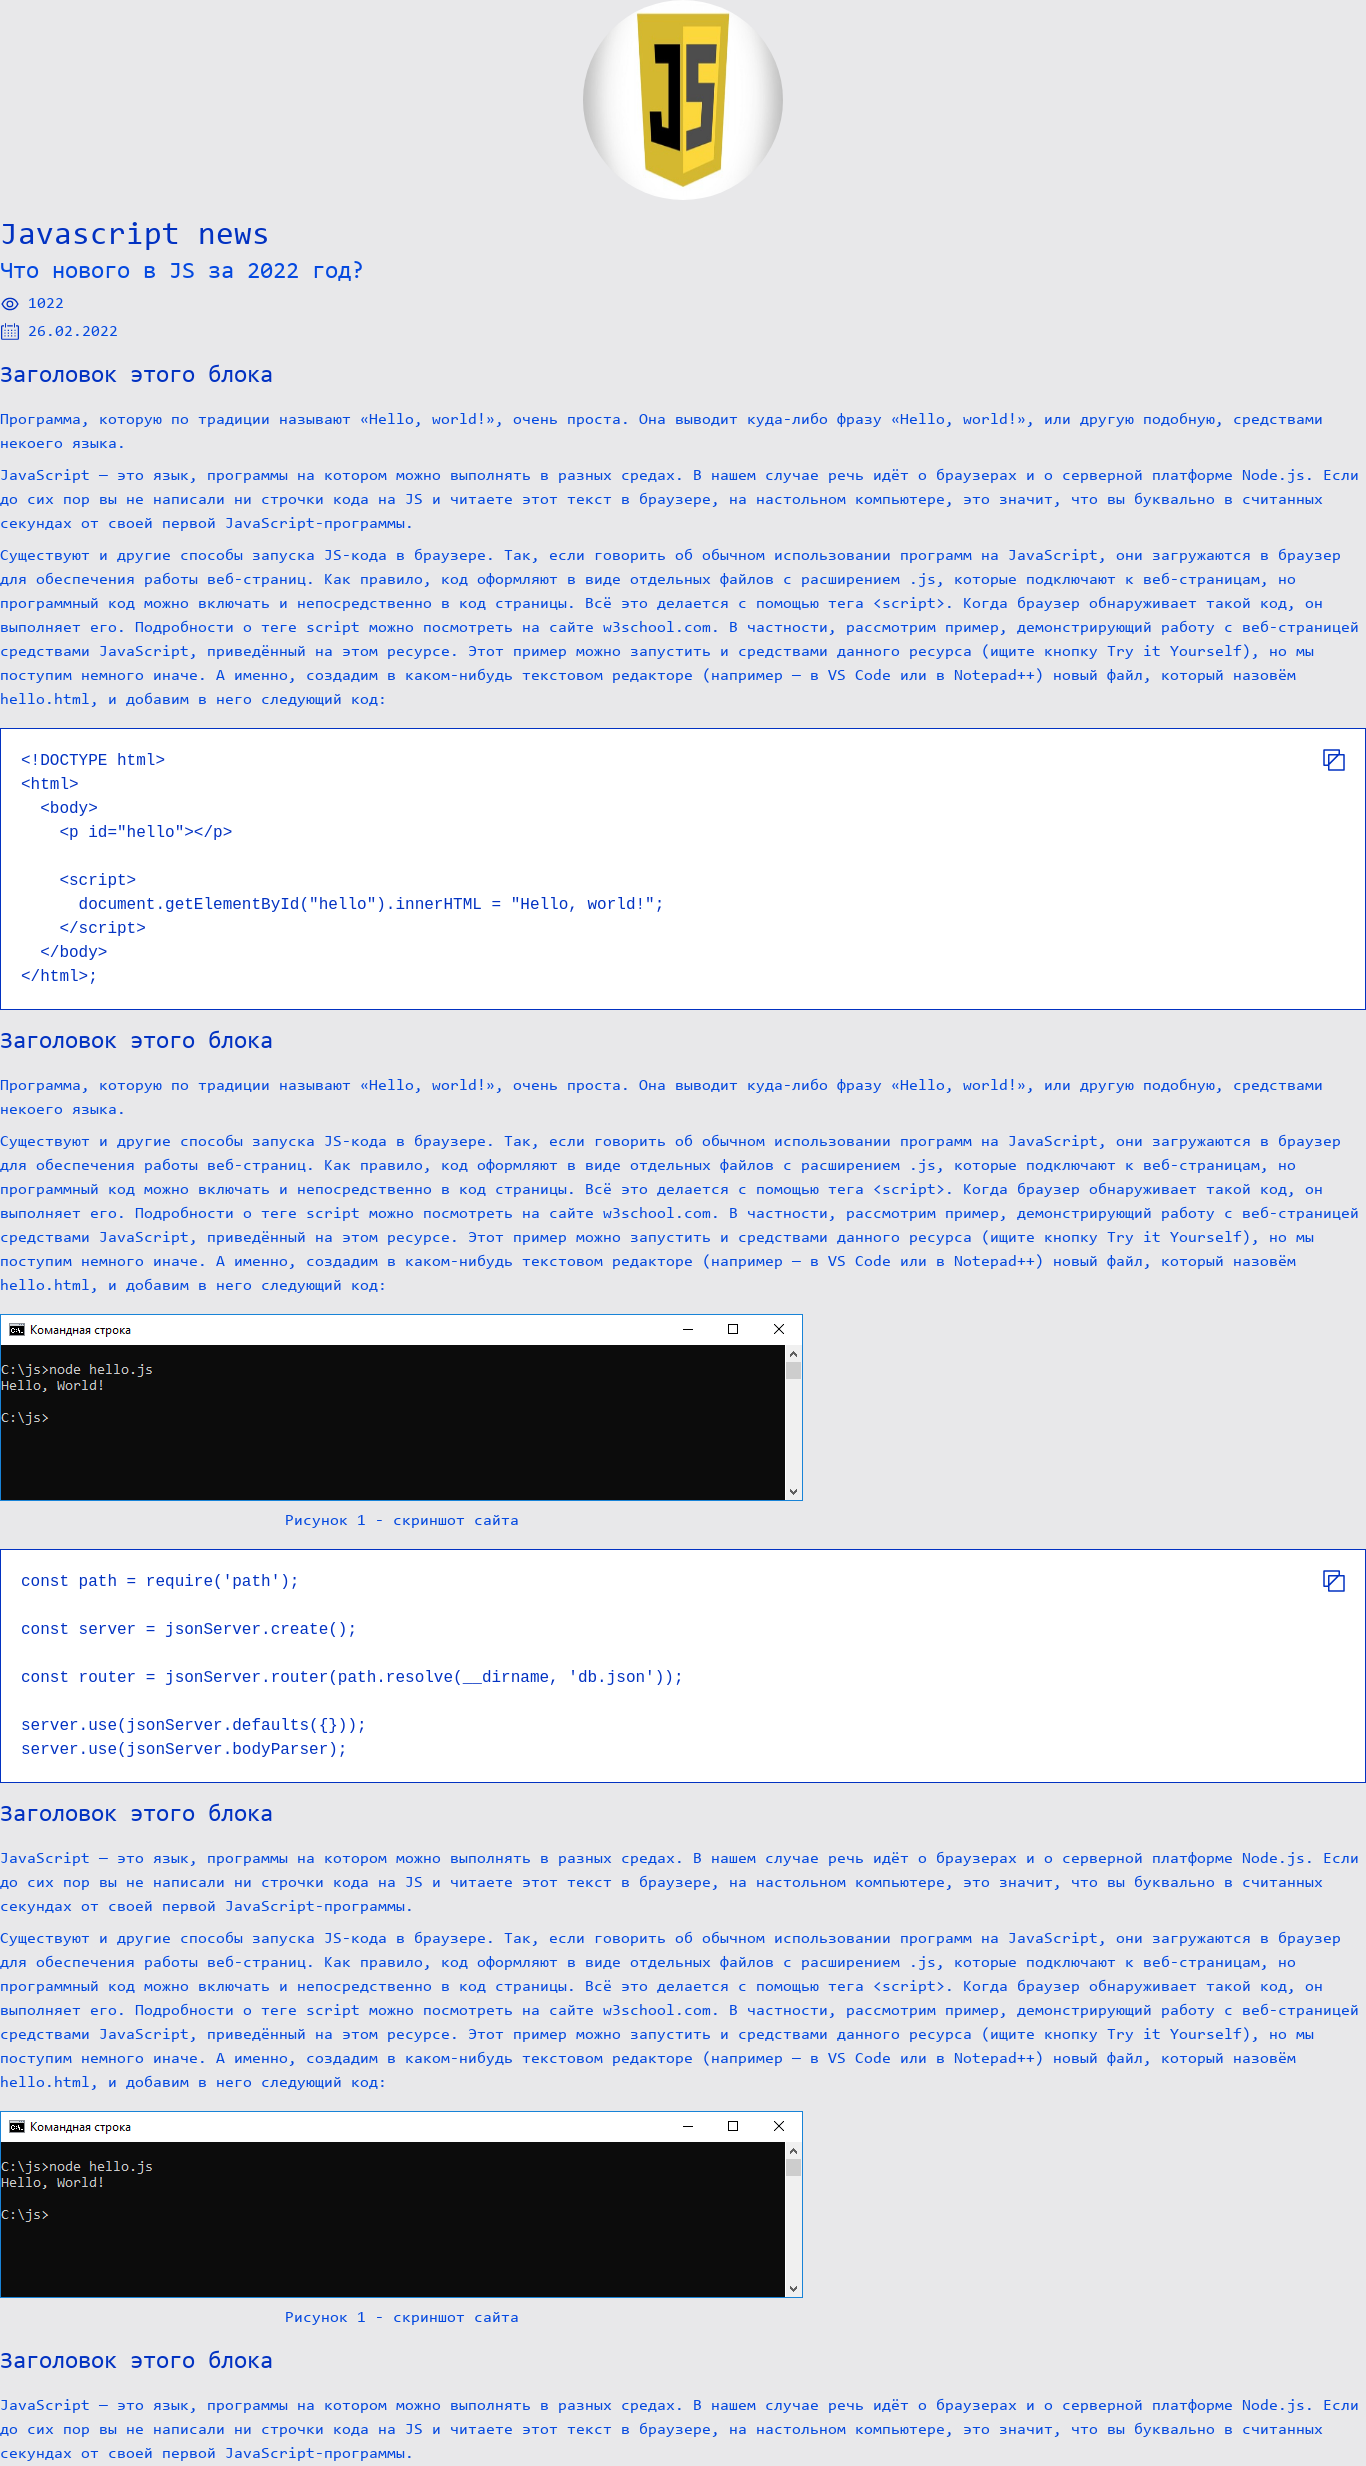 JS
Javascript news
Что нового в JS за 2022 год?
1022
26.02.2022
Заголовок этого блока
Программа, которую по традиции называют «Hello, world!», очень проста. Она выводит куда-либо фразу «Hello, world!», или другую подобную, средствами
некоего языка.
JavaScript — это язык, программы на котором можно выполнять в разных средах. В нашем случае речь идёт о браузерах и о серверной платформе Node.js. Если
до сих пор вы не написали ни строчки кода на JS и читаете этот текст в браузере, на настольном компьютере, это значит, что вы буквально в считанных
секундах от своей первой JavaScript-программы.
Существуют и другие способы запуска JS-кода в браузере. Так, если говорить об обычном использовании программ на JavaScript, они загружаются в браузер
для обеспечения работы веб-страниц. Как правило, код оформляют в виде отдельных файлов с расширением .js, которые подключают к веб-страницам, но
программный код можно включать и непосредственно в код страницы. Всё это делается с помощью тега <script>. Когда браузер обнаруживает такой код, он
выполняет его. Подробности о теге script можно посмотреть на сайте w3school.com. В частности, рассмотрим пример, демонстрирующий работу с веб-страницей
средствами JavaScript, приведённый на этом ресурсе. Этот пример можно запустить и средствами данного ресурса (ищите кнопку Try it Yourself), но мы
поступим немного иначе. А именно, создадим в каком-нибудь текстовом редакторе (например — в VS Code или в Notepad++) новый файл, который назовём
hello.html, и добавим в него следующий код:
<!DOCTYPE html>
<html>
  <body>
    <p id="hello"></p>

    <script>
      document.getElementById("hello").innerHTML = "Hello, world!";
    </script>
  </body>
</html>;
Заголовок этого блока
Программа, которую по традиции называют «Hello, world!», очень проста. Она выводит куда-либо фразу «Hello, world!», или другую подобную, средствами
некоего языка.
Существуют и другие способы запуска JS-кода в браузере. Так, если говорить об обычном использовании программ на JavaScript, они загружаются в браузер
для обеспечения работы веб-страниц. Как правило, код оформляют в виде отдельных файлов с расширением .js, которые подключают к веб-страницам, но
программный код можно включать и непосредственно в код страницы. Всё это делается с помощью тега <script>. Когда браузер обнаруживает такой код, он
выполняет его. Подробности о теге script можно посмотреть на сайте w3school.com. В частности, рассмотрим пример, демонстрирующий работу с веб-страницей
средствами JavaScript, приведённый на этом ресурсе. Этот пример можно запустить и средствами данного ресурса (ищите кнопку Try it Yourself), но мы
поступим немного иначе. А именно, создадим в каком-нибудь текстовом редакторе (например — в VS Code или в Notepad++) новый файл, который назовём
hello.html, и добавим в него следующий код:
Командная строка
C:\js>node hello.js
Hello, World!
C:\js>
Рисунок 1 - скриншот сайта
const path = require('path');

const server = jsonServer.create();

const router = jsonServer.router(path.resolve(__dirname, 'db.json'));

server.use(jsonServer.defaults({}));
server.use(jsonServer.bodyParser);
Заголовок этого блока
JavaScript — это язык, программы на котором можно выполнять в разных средах. В нашем случае речь идёт о браузерах и о серверной платформе Node.js. Если
до сих пор вы не написали ни строчки кода на JS и читаете этот текст в браузере, на настольном компьютере, это значит, что вы буквально в считанных
секундах от своей первой JavaScript-программы.
Существуют и другие способы запуска JS-кода в браузере. Так, если говорить об обычном использовании программ на JavaScript, они загружаются в браузер
для обеспечения работы веб-страниц. Как правило, код оформляют в виде отдельных файлов с расширением .js, которые подключают к веб-страницам, но
программный код можно включать и непосредственно в код страницы. Всё это делается с помощью тега <script>. Когда браузер обнаруживает такой код, он
выполняет его. Подробности о теге script можно посмотреть на сайте w3school.com. В частности, рассмотрим пример, демонстрирующий работу с веб-страницей
средствами JavaScript, приведённый на этом ресурсе. Этот пример можно запустить и средствами данного ресурса (ищите кнопку Try it Yourself), но мы
поступим немного иначе. А именно, создадим в каком-нибудь текстовом редакторе (например — в VS Code или в Notepad++) новый файл, который назовём
hello.html, и добавим в него следующий код:
Командная строка
C:\js>node hello.js
Hello, World!
C:\js>
Рисунок 1 - скриншот сайта
Заголовок этого блока
JavaScript — это язык, программы на котором можно выполнять в разных средах. В нашем случае речь идёт о браузерах и о серверной платформе Node.js. Если
до сих пор вы не написали ни строчки кода на JS и читаете этот текст в браузере, на настольном компьютере, это значит, что вы буквально в считанных
секундах от своей первой JavaScript-программы.